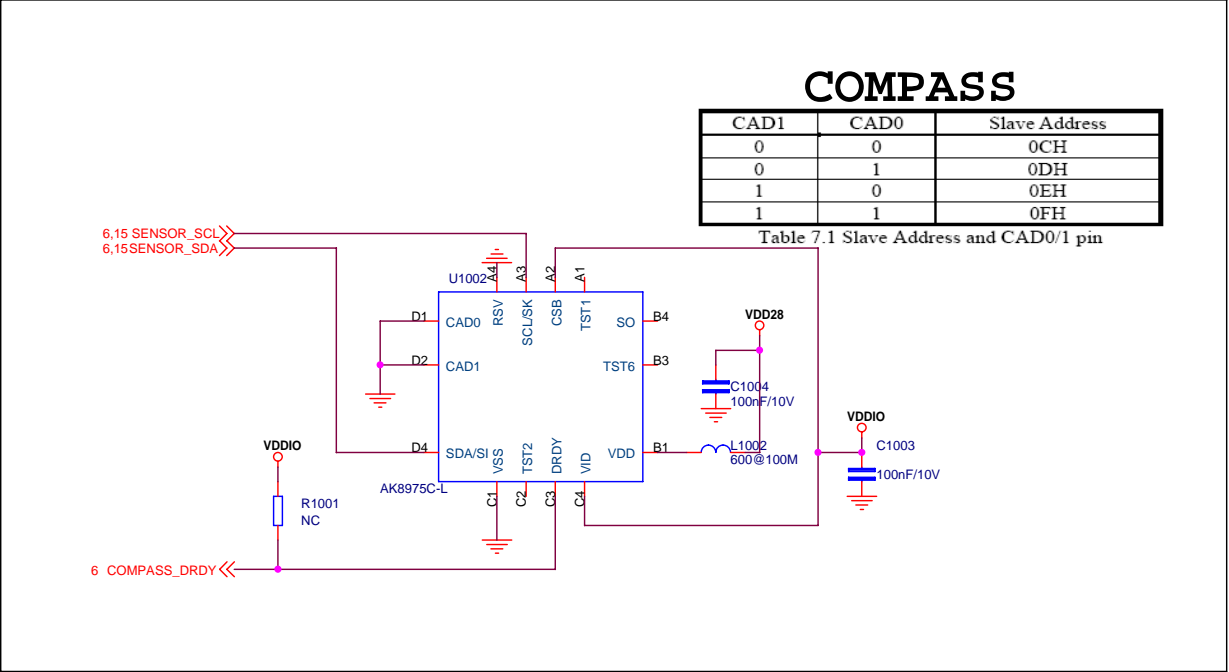 COMPASS
CAD1 CAD0 Slave Address
0 0 0CH
0 1 0DH
1 0 0EH
1 1 0FH
Table 7.1 Slave Address and CAD0/1 pin
6,15 SENSOR_SCL
6,15SENSOR_SDA
U1002
A4 A3 A2 A1
RSV SCL/SK CSB TST1
D1 CAD0
SO B4
D2 CAD1
TST6 B3
D4 SDA/SI
VDD B1
VSS TST2 DRDY VID
C1 C2 C3 C4
AK8975C-L
VDD28
C1004
100nF/10V
L1002
600@100M
VDDIO
C1003
100nF/10V
VDDIO
R1001
NC
6 COMPASS_DRDY